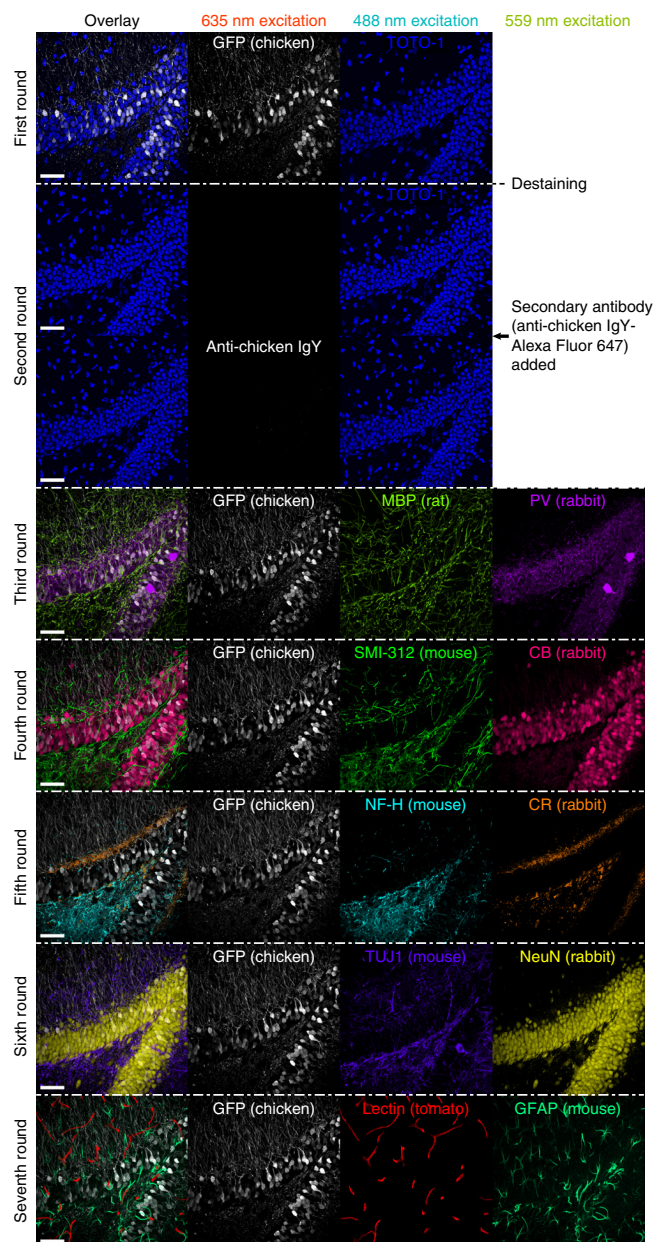 Overlay
635 nm excitation
488 nm excitation
559 nm excitation
First round
GFP (chicken)
TOTO-1
Destaining
Second round
TOTO-1
Anti-chicken IgY
Secondary antibody
(anti-chicken IgY-
Alexa Fluor 647)
added
Third round
GFP (chicken)
MBP (rat)
PV (rabbit)
Fourth round
GFP (chicken)
SMI-312 (mouse)
CB (rabbit)
Fifth round
GFP (chicken)
NF-H (mouse)
CR (rabbit)
Sixth round
GFP (chicken)
TUJ1 (mouse)
NeuN (rabbit)
Seventh round
GFP (chicken)
Lectin (tomato)
GFAP (mouse)